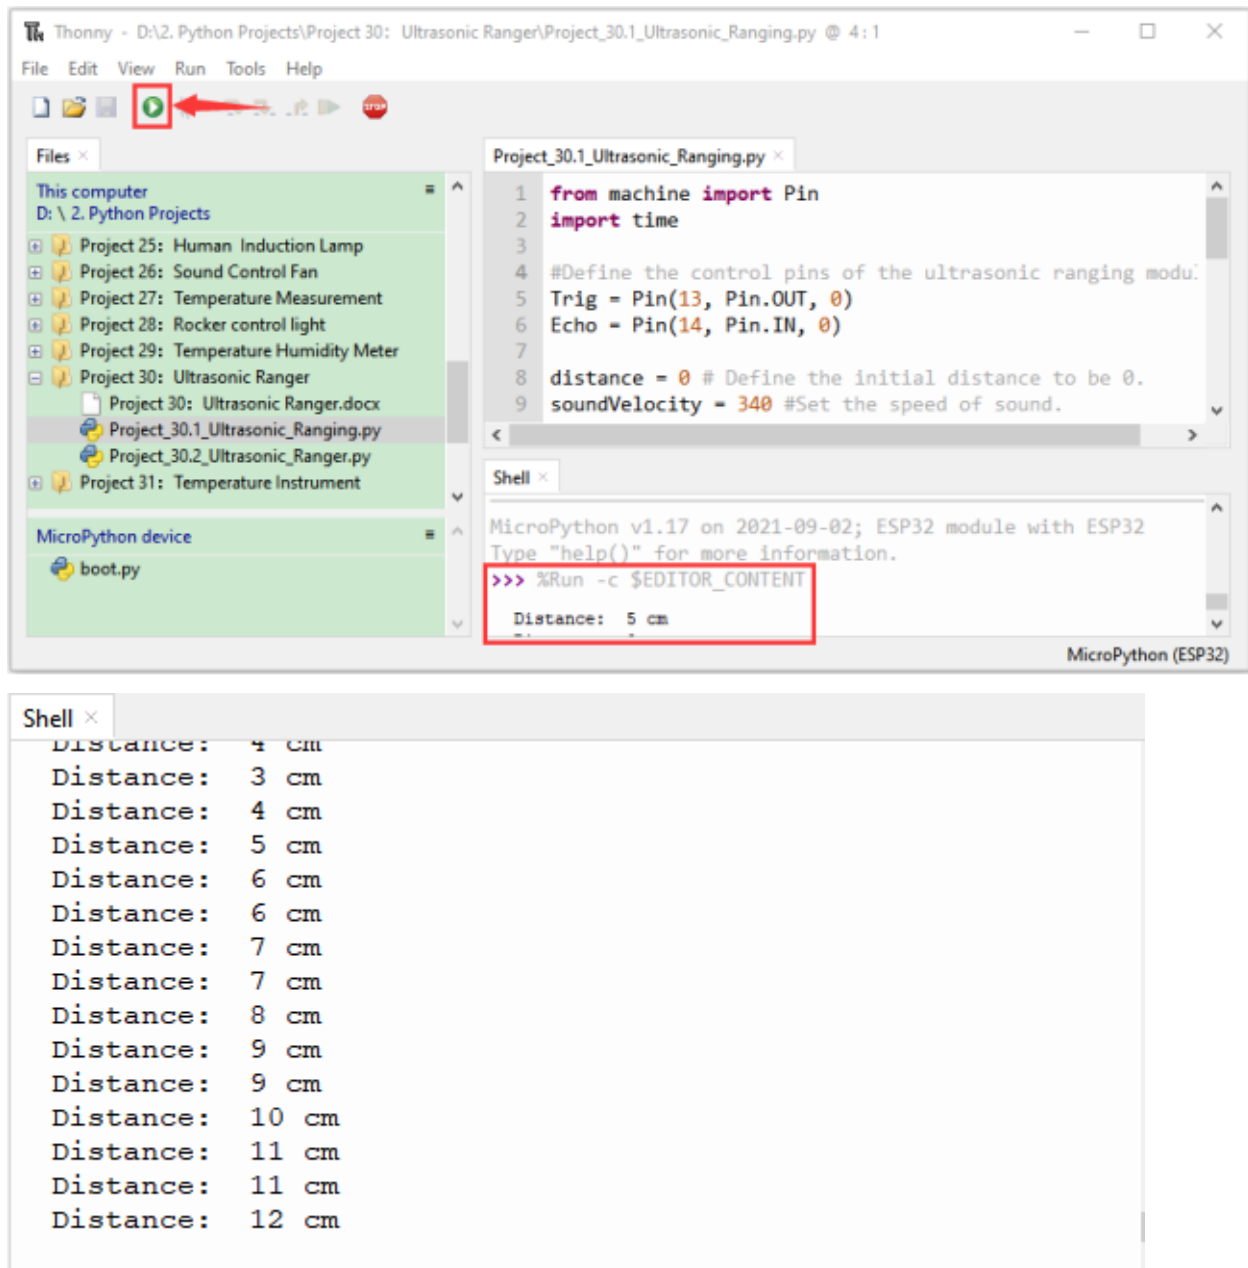 Thonny - D:\2. Python Projects\Project 30: Ultrasonic Ranger\Project_30.1_Ultrasonic_Ranging.py @ 4:1
File Edit View Run Tools Help
STOP
Files
This computer
D: \ 2. Python Projects
Project 25: Human Induction Lamp
Project 26: Sound Control Fan
Project 27: Temperature Measurement
Project 28: Rocker control light
Project 29: Temperature Humidity Meter
Project 30: Ultrasonic Ranger
Project 30: Ultrasonic Ranger.docx
Project_30.1_Ultrasonic_Ranging.py
Project_30.2_Ultrasonic_Ranger.py
Project 31: Temperature Instrument
MicroPython device
boot.py
Project_30.1_Ultrasonic_Ranging.py
1 from machine import Pin
2 import time
3
4 #Define the control pins of the ultrasonic ranging modul
5 Trig = Pin(13, Pin.OUT, 0)
6 Echo = Pin(14, Pin.IN, 0)
7
8 distance = 0 # Define the initial distance to be 0.
9 soundVelocity = 340 #Set the speed of sound.
Shell
MicroPython v1.17 on 2021-09-02; ESP32 module with ESP32
Type "help()" for more information.
>>> %Run -c $EDITOR_CONTENT
Distance: 5 cm
MicroPython (ESP32)
Shell
Distance: 4 cm
Distance: 3 cm
Distance: 4 cm
Distance: 5 cm
Distance: 6 cm
Distance: 6 cm
Distance: 7 cm
Distance: 7 cm
Distance: 8 cm
Distance: 9 cm
Distance: 9 cm
Distance: 10 cm
Distance: 11 cm
Distance: 11 cm
Distance: 12 cm